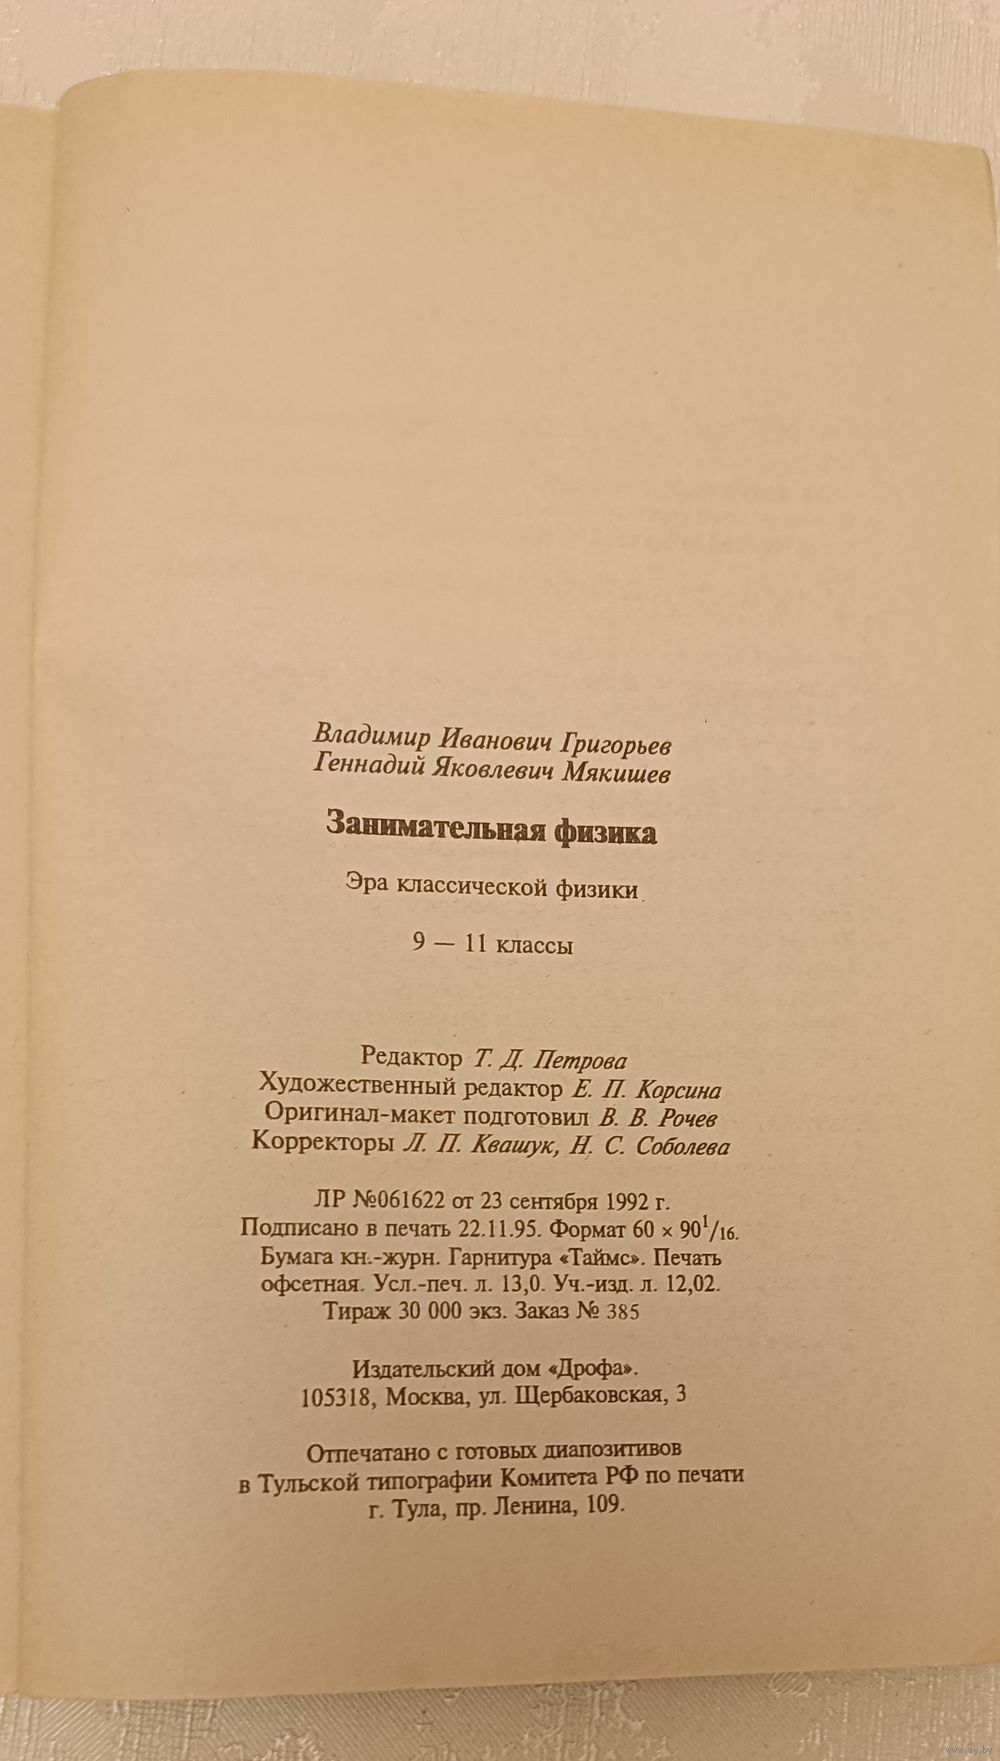 Владимир Иванович Григорьев
Геннадий Яковлевич Мякишев
Занимательная физика
Эра классической физики
9 — 11 классы
Редактор Т. Д. Петрова
Художественный редактор Е. П. Корсина
Оригинал-макет подготовил В. В. Рочев
Корректоры Л. П. Квашук, Н. С. Соболева
ЛР №061622 от 23 сентября 1992 г.
Подписано в печать 22.11.95. Формат 60 × 90¹/₁₆.
Бумага кн.-журн. Гарнитура «Таймс». Печать
офсетная. Усл.-печ. л. 13,0. Уч.-изд. л. 12,02.
Тираж 30 000 экз. Заказ № 385
Издательский дом «Дрофа».
105318, Москва, ул. Щербаковская, 3
Отпечатано с готовых диапозитивов
в Тульской типографии Комитета РФ по печати
г. Тула, пр. Ленина, 109.
www.ay.by